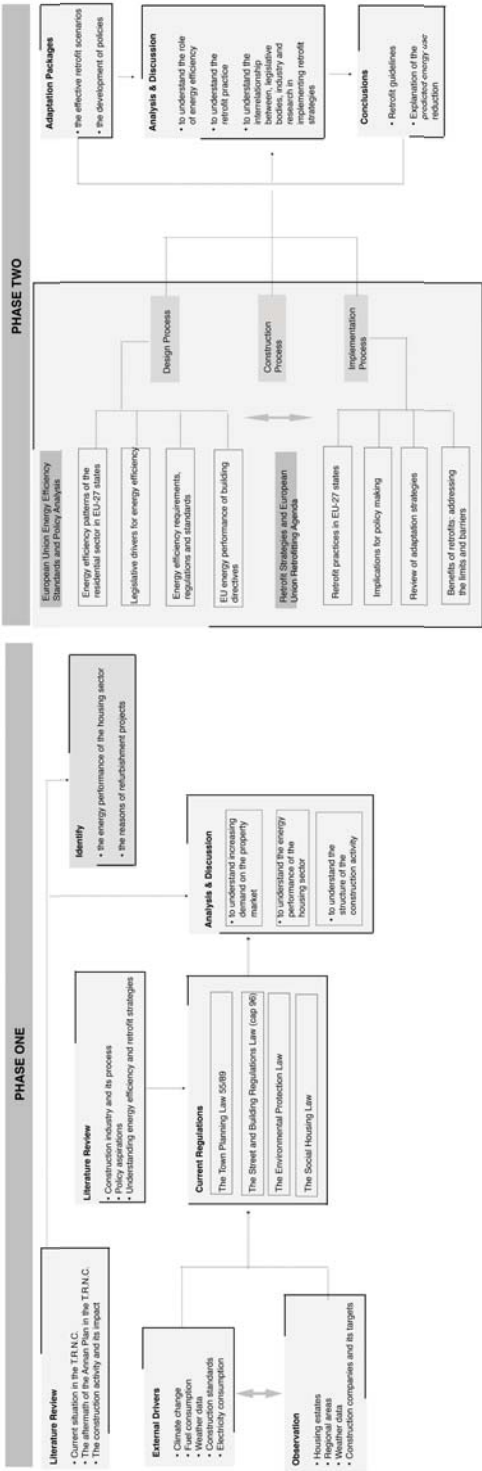 PHASE ONE
Literature Review
• Current situation in the T.R.N.C.
• The aftermath of the Annan Plan in the T.R.N.C.
• The construction activity and its impact
External Drivers
• Climate change
• Fuel consumption
• Weather data
• Construction standards
• Electricity consumption
Observation
• Housing estates
• Regional areas
• Weather data
• Construction companies and its targets
Literature Review
• Construction industry and its process
• Policy aspirations
• Understanding energy efficiency and retrofit strategies
Current Regulations
The Town Planning Law 55/89
The Street and Building Regulations Law (cap 96)
The Environmental Protection Law
The Social Housing Law
Identify
• the energy performance of the housing sector
• the reasons of refurbishment projects
Analysis & Discussion
• to understand increasing
demand on the property
market
• to understand the energy
performance of the
housing sector
• to understand the
structure of the
construction activity
PHASE TWO
European Union Energy Efficiency
Standards and Policy Analysis
Energy efficiency patterns of the
residential sector in EU-27 states
Legislative drivers for energy efficiency
Energy efficiency requirements,
regulations and standards
EU energy performance of building
directives
Retrofit Strategies and European
Union Retrofitting Agenda
Retrofit practices in EU-27 states
Implications for policy making
Review of adaptation strategies
Benefits of retrofits: addressing
the limits and barriers
Design Process
Construction
Process
Implementation
Process
Adaptation Packages
• the effective retrofit scenarios
• the development of policies
Analysis & Discussion
• to understand the role
of energy efficiency
• to understand the
retrofit practice
• to understand the
interrelationship
between, legislative
bodies, industry and
research in
implementing retrofit
strategies
Conclusions
• Retrofit guidelines
• Explanation of the
predicted energy use
reduction